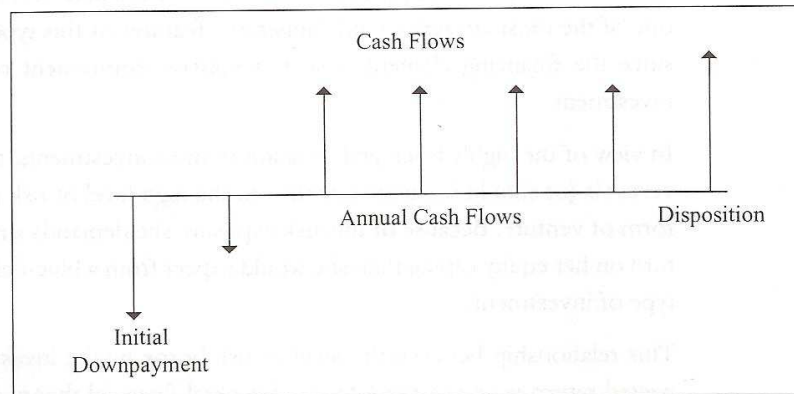 Cash Flows
Annual Cash Flows
Disposition
Initial
Downpayment